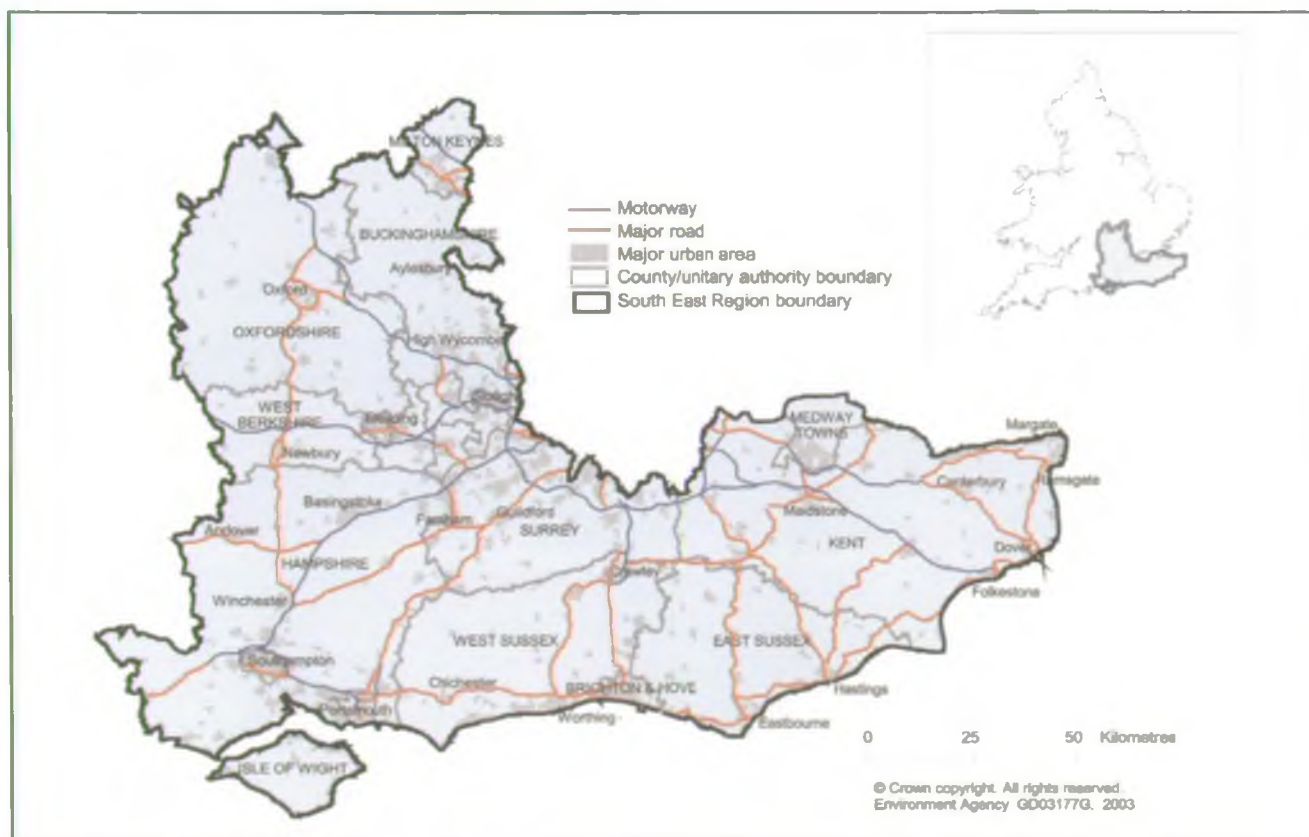 MILTON KEYNES
Motorway
Major road
Major urban area
County/unitary authority boundary
South East Region boundary
BUCKINGHAMSHIRE
Aylesbury
Oxford
OXFORDSHIRE
High Wycombe
Slough
WEST
BERKSHIRE
Reading
Newbury
MEDWAY
TOWNS
Margate
Canterbury
Ramsgate
Basingstoke
Farnham
Guildford
SURREY
Maidstone
KENT
Andover
HAMPSHIRE
Dover
Crawley
Folkestone
Winchester
WEST SUSSEX
EAST SUSSEX
Southampton
Chichester
BRIGHTON & HOVE
Hastings
Portsmouth
Worthing
Eastbourne
0 25 50 Kilometres
ISLE OF WIGHT
© Crown copyright. All rights reserved.
Environment Agency GD03177G. 2003